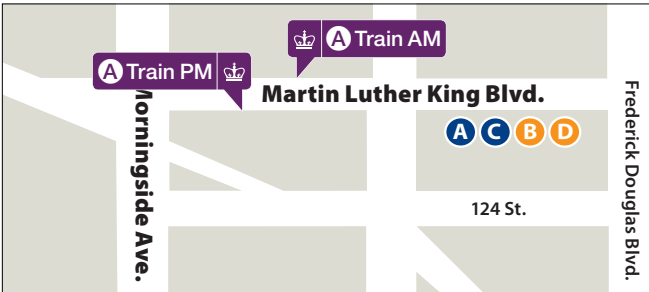 A Train AM
A Train PM
Martin Luther King Blvd.
A C B D
Morningside Ave.
124 St.
Frederick Douglas Blvd.